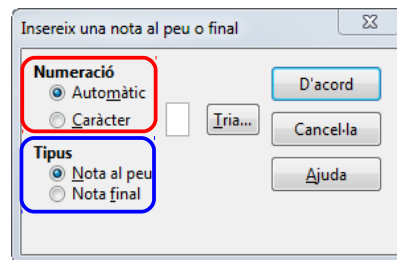 Insereix una nota al peu o final
Numeració
Automàtic
Caràcter
Tria...
Tipus
Nota al peu
Nota final
D'acord
Cancel·la
Ajuda